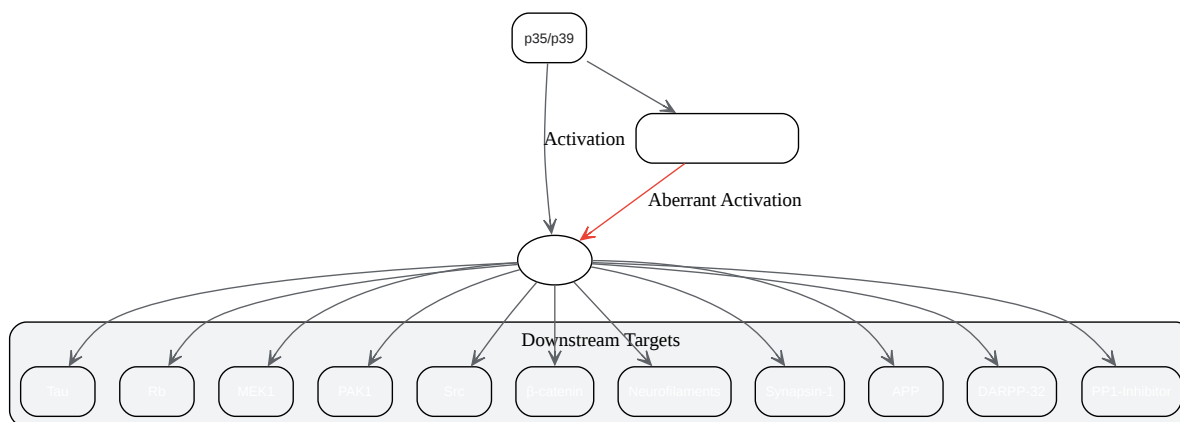 p35/p39
Activation
Aberrant Activation
Downstream Targets
Tau
Rb
MEK1
PAK1
Src
β-catenin
Neurofilaments
Synapsin-1
APP
DARPP-32
PP1-Inhibitor